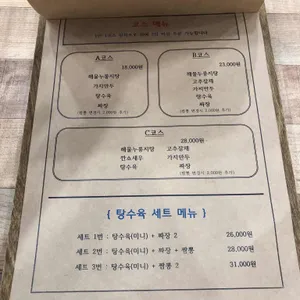 코스 메뉴
A코스
18,000원
해물누룽지탕
가지만두
탕수육
짜장
B코스
23,000원
해물누룽지탕
고추잡채
가지만두
탕수육
짜장
C코스
28,000원
해물누룽지탕 고추잡채
깐쇼새우 가지만두
탕수육 짜장
{ 탕수육 세트 메뉴 }
세트 1번 : 탕수육(미니) + 짜장 2 26,000원
세트 2번 : 탕수육(미니) + 짜장 + 짬뽕 28,000원
세트 3번 : 탕수육(미니) + 짬뽕 2 31,000원